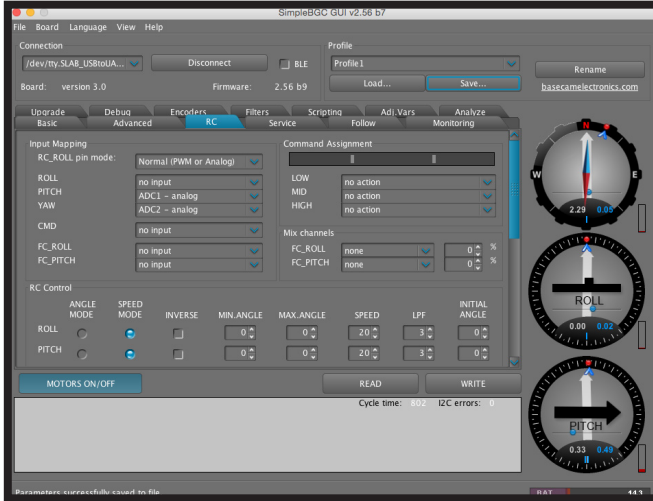 SimpleBGC GUI v2.56 b7
File Board Language View Help
Connection
/dev/tty.SLAB_USBtoUA...
Disconnect
BLE
Board: version 3.0
Firmware: 2.56 b9
Profile
Profile1
Load...
Save...
Rename
basecamelectronics.com
Upgrade Debug Encoders Filters Scripting Adj.Vars Analyze
Basic Advanced RC Service Follow Monitoring
Input Mapping
RC_ROLL pin mode: Normal (PWM or Analog)
ROLL no input
PITCH ADC1 - analog
YAW ADC2 - analog
CMD no input
FC_ROLL no input
FC_PITCH no input
Command Assignment
LOW no action
MID no action
HIGH no action
Mix channels
FC_ROLL none 0 %
FC_PITCH none 0 %
RC Control
ANGLE MODE SPEED MODE INVERSE MIN.ANGLE MAX.ANGLE SPEED LPF INITIAL ANGLE
ROLL 0 0 20 3 0
PITCH 0 0 20 3 0
MOTORS ON/OFF
READ
WRITE
Cycle time: 802 I2C errors: 0
Parameters successfully saved to file
N
W E
2.29 0.05
ROLL
0.00 0.02
PITCH
0.33 0.49
BAT 14.3